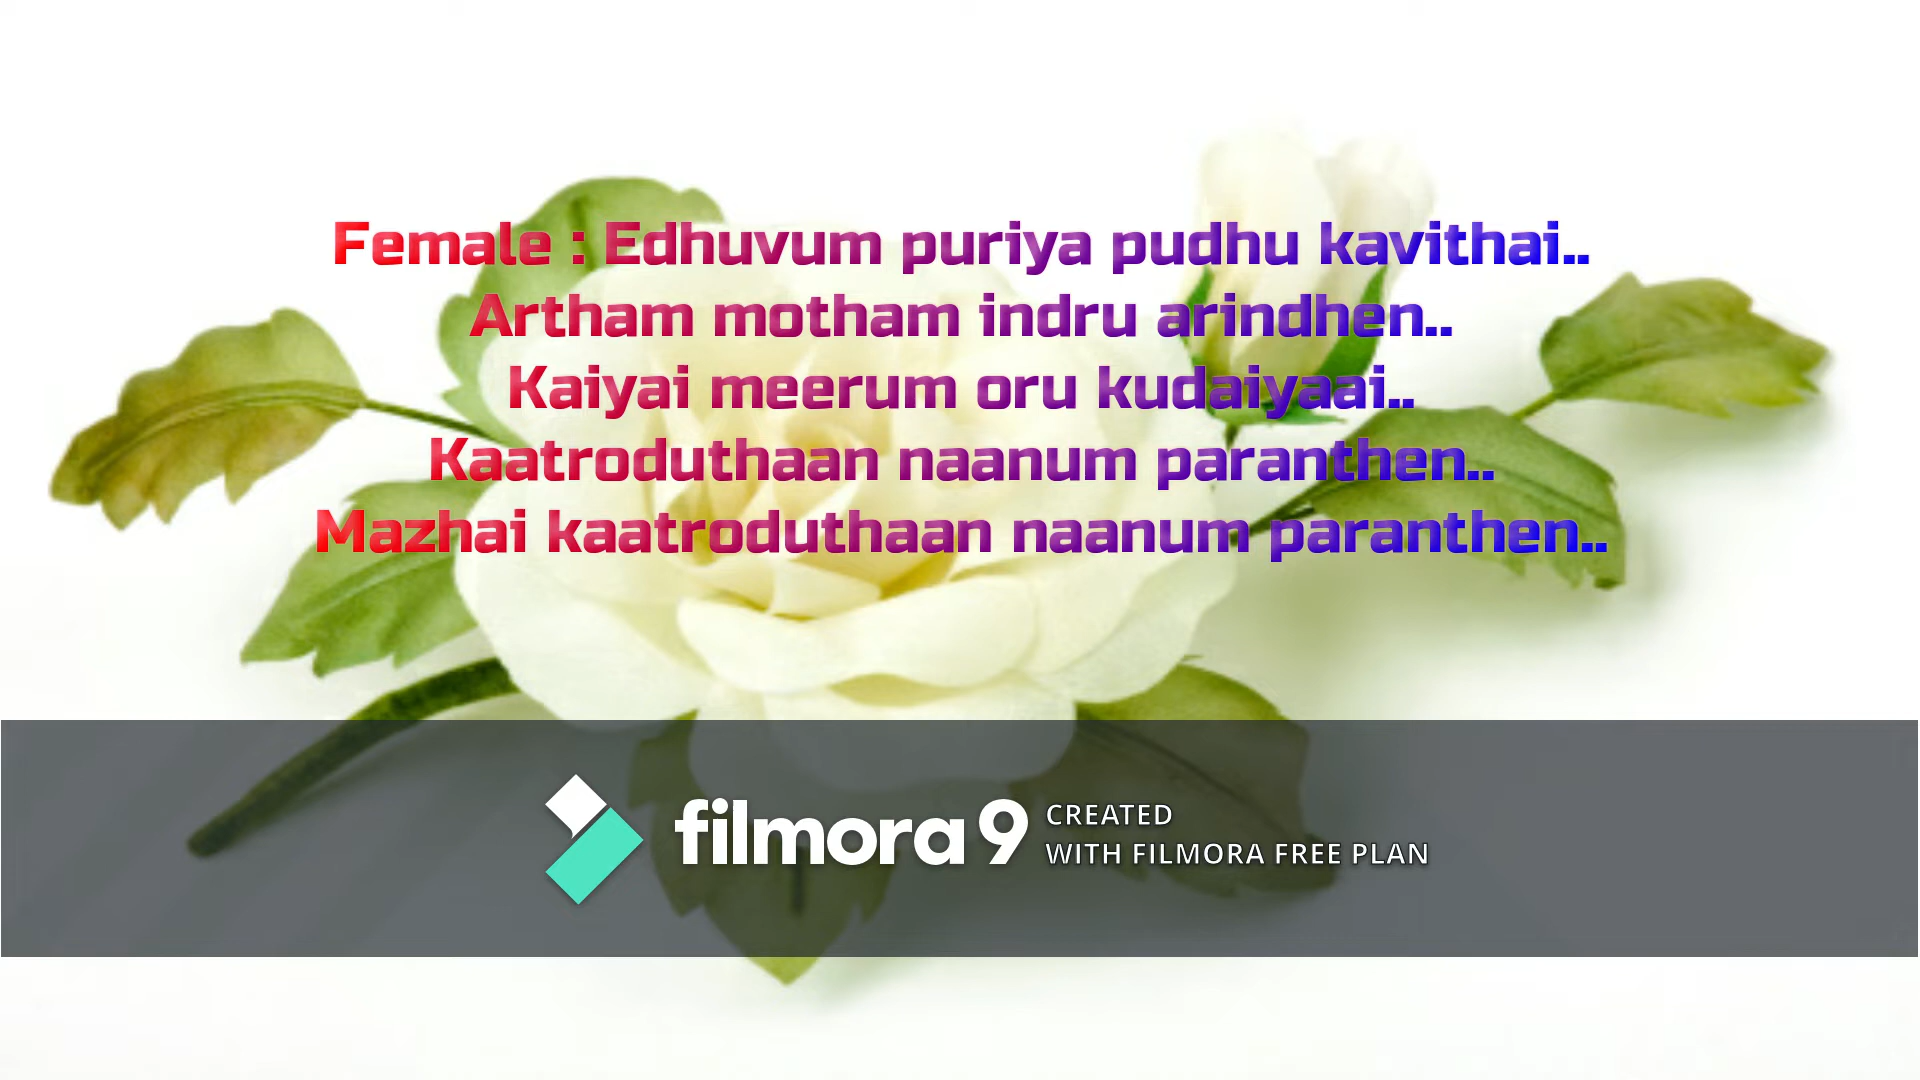 Female : Edhuvum puriya pudhu kavithai..
Artham motham indru arindhen..
Kaiyai meerum oru kudaiyaai..
Kaatroduthaan naanum paranthen..
Mazhai kaatroduthaan naanum paranthen..
filmora 9
CREATED
WITH FILMORA FREE PLAN